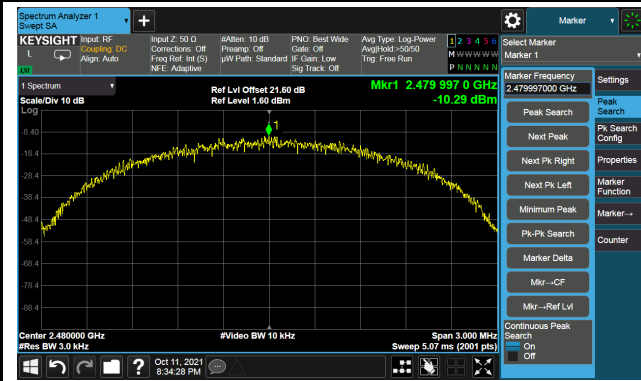 Spectrum Analyzer 1
Swept SA
Marker
KEYSIGHT
L
Input: RF
Coupling: DC
Align: Auto
Input Z: 50 Ω
Corrections: Off
Freq Ref: Int (S)
NFE: Adaptive
#Atten: 10 dB
Preamp: Off
µW Path: Standard
PNO: Best Wide
Gate: Off
IF Gain: Low
Sig Track: Off
Avg Type: Log-Power
Avg|Hold:>50/50
Trig: Free Run
1 2 3 4 5 6
M W W W W W
P N N N N N
Select Marker
Marker 1
1 Spectrum
Scale/Div 10 dB
Log
Ref Lvl Offset 21.60 dB
Ref Level 1.60 dBm
Mkr1 2.479 997 0 GHz
-10.29 dBm
1
-8.40
-18.4
-28.4
-38.4
-48.4
-58.4
-68.4
-78.4
-88.4
Center 2.480000 GHz
#Res BW 3.0 kHz
#Video BW 10 kHz
Span 3.000 MHz
Sweep 5.07 ms (2001 pts)
Marker Frequency
2.479997000 GHz
Peak Search
Next Peak
Next Pk Right
Next Pk Left
Minimum Peak
Pk-Pk Search
Marker Delta
Mkr→CF
Mkr→Ref Lvl
Continuous Peak
Search
On
Off
Settings
Peak
Search
Pk Search
Config
Properties
Marker
Function
Marker→
Counter
Oct 11, 2021
8:34:28 PM